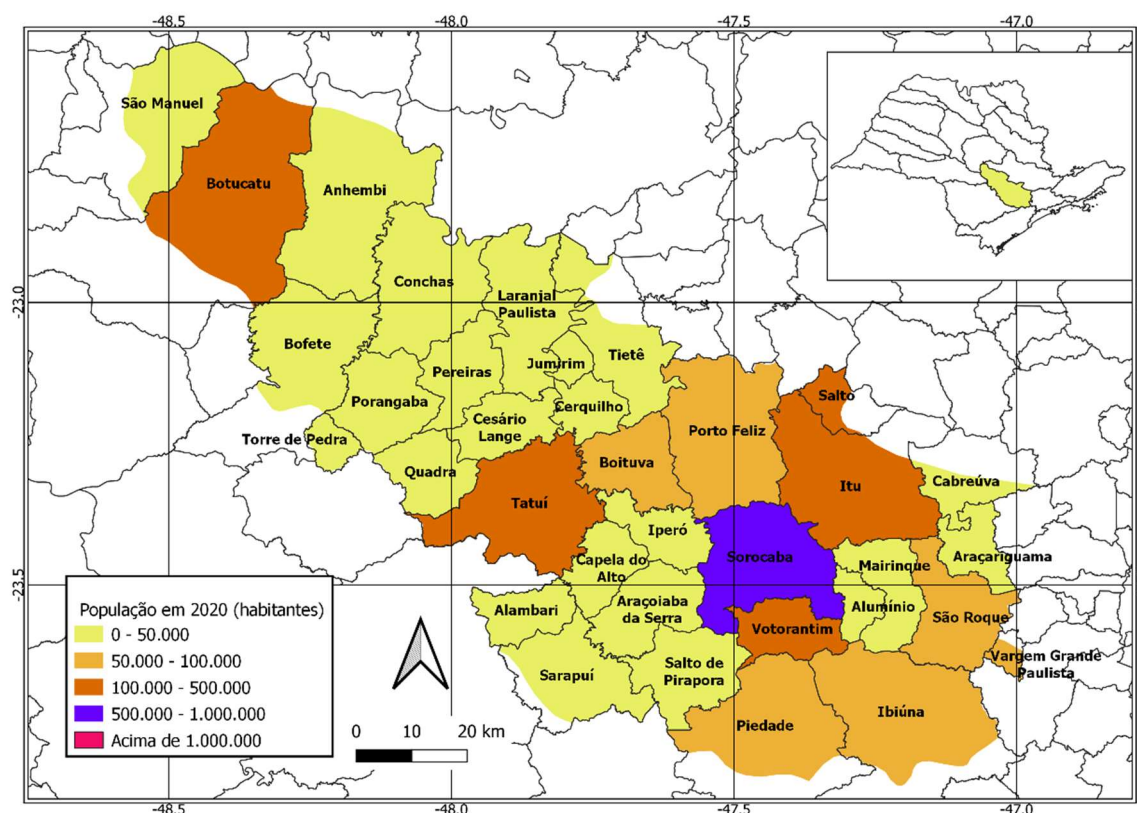 -48.5
-48.0
-47.5
-47.0
São Manuel
Botucatu
Anhembi
Conchas
-23.0
Laranjal
Paulista
Bofete
Tietê
Jumirim
Pereiras
Porangaba
Cerquilho
Salto
Cesário
Lange
Torre de Pedra
Porto Feliz
Boituva
Quadra
Cabreúva
Itu
Tatuí
Iperó
Sorocaba
Araçariguama
Capela do
Alto
Mairinque
-23.5
Alambari
Araçoiaba
da Serra
Alumínio
São Roque
Votorantim
Vargem Grande
Paulista
Sarapuí
Salto de
Pirapora
Piedade
Ibiúna
População em 2020 (habitantes)
0 - 50.000
50.000 - 100.000
100.000 - 500.000
500.000 - 1.000.000
Acima de 1.000.000
0 10 20 km
-48.5
-48.0
-47.5
-47.0